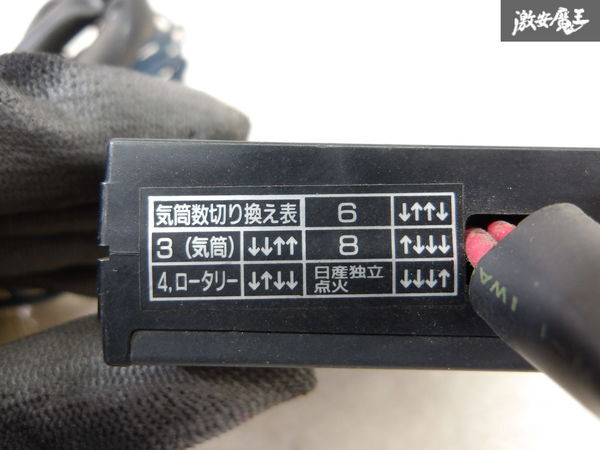 激安魔王
気筒数切り換え表 6 ↓↑↑↓
3 (気筒) ↓↓↑↑ 8 ↑↓↓↓
4,ロータリー ↓↑↓↓ 日産独立
点火 ↓↓↓↑
IWA